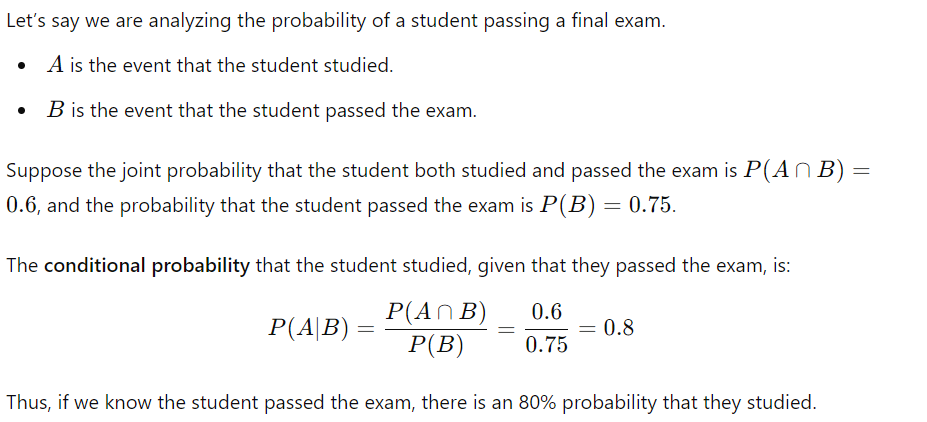 Let's say we are analyzing the probability of a student passing a final exam.
• A is the event that the student studied.
• B is the event that the student passed the exam.
Suppose the joint probability that the student both studied and passed the exam is P(A ∩ B) =
0.6, and the probability that the student passed the exam is P(B) = 0.75.
The conditional probability that the student studied, given that they passed the exam, is:
P(A|B) = P(A ∩ B) / P(B) = 0.6 / 0.75 = 0.8
Thus, if we know the student passed the exam, there is an 80% probability that they studied.